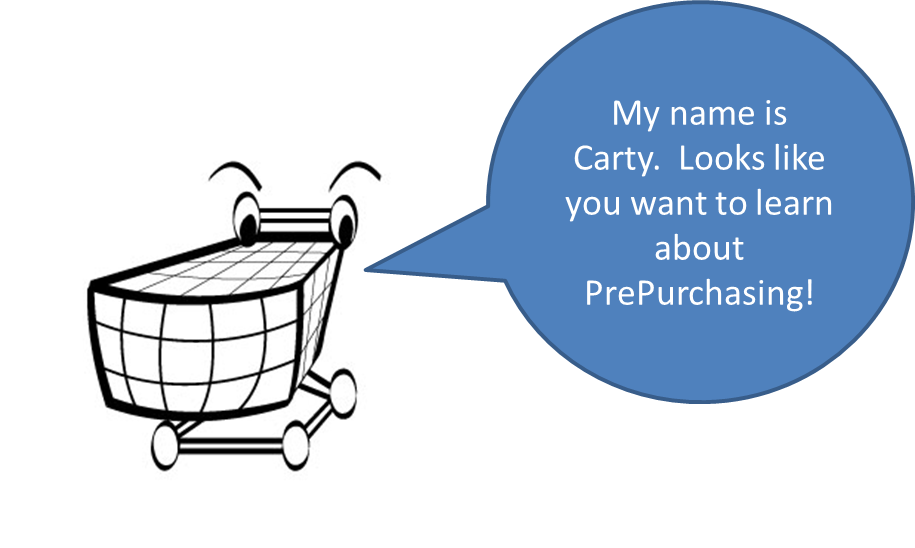 My name is
Carty.  Looks like
you want to learn
about
PrePurchasing!